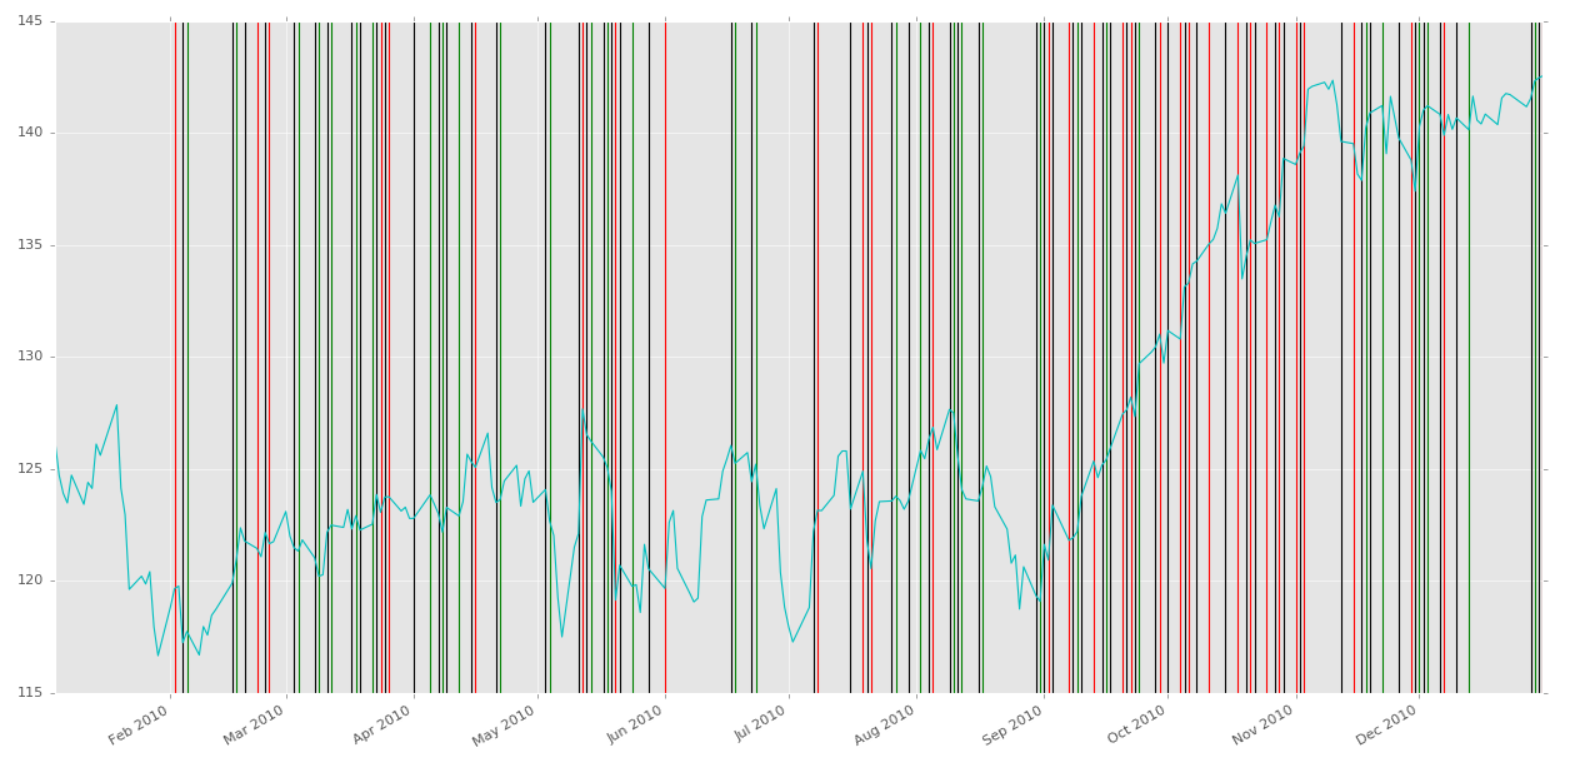 145
140
135
130
125
120
115
Feb 2010
Mar 2010
Apr 2010
May 2010
Jun 2010
Jul 2010
Aug 2010
Sep 2010
Oct 2010
Nov 2010
Dec 2010